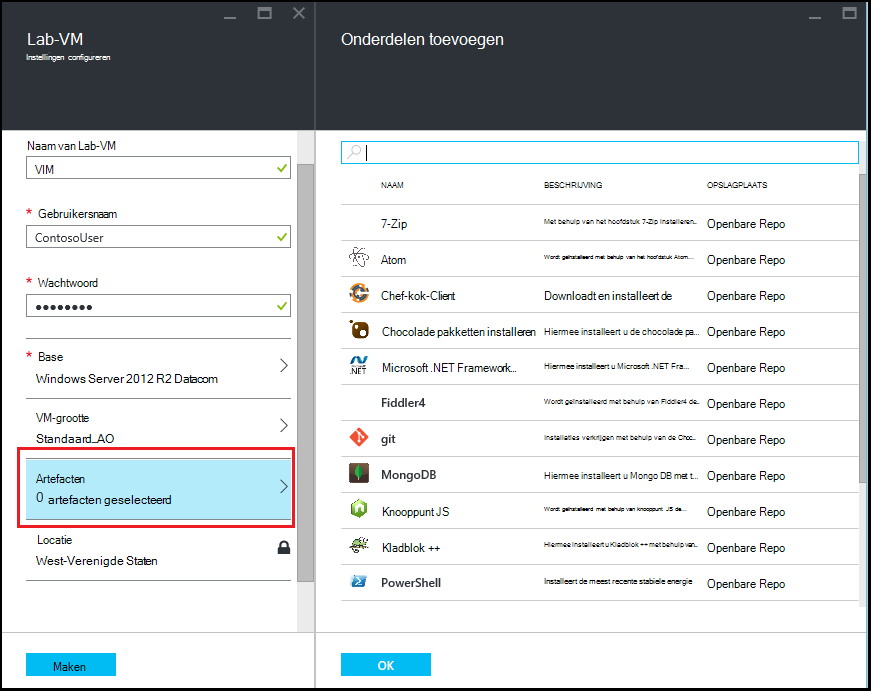 Lab-VM
Instellingen configureren
Naam van Lab-VM
VIM
* Gebruikersnaam
ContosoUser
* Wachtwoord
●●●●●●●●
* Base
Windows Server 2012 R2 Datacom
VM-grootte
Standaard_AO
Artefacten
0 artefacten geselecteerd
Locatie
West-Verenigde Staten
Maken
Onderdelen toevoegen
NAAM BESCHRIJVING OPSLAGPLAATS
7-Zip Met behulp van het hoofdstuk 7-Zip installeren.. Openbare Repo
Atom Wordt geïnstalleerd met behulp van het hoofdstuk Atom.... Openbare Repo
Chef-kok-Client Downloadt en installeert de Openbare Repo
Chocolade pakketten installeren Hiermee installeert u de chocolade pa... Openbare Repo
Microsoft .NET Framework... Hiermee installeert u Microsoft .NET Fra... Openbare Repo
Fiddler4 Wordt geïnstalleerd met behulp van Fiddler4 de.. Openbare Repo
git Installaties verkrijgen met behulp van de Choc.. Openbare Repo
MongoDB Hiermee installeert u Mongo DB met t... Openbare Repo
Knooppunt JS Wordt geïnstalleerd met behulp van knooppunt JS de... Openbare Repo
Kladblok ++ Hiermee installeert u Kladblok ++ met behulp van.. Openbare Repo
PowerShell Installeert de meest recente stabiele energie Openbare Repo
OK